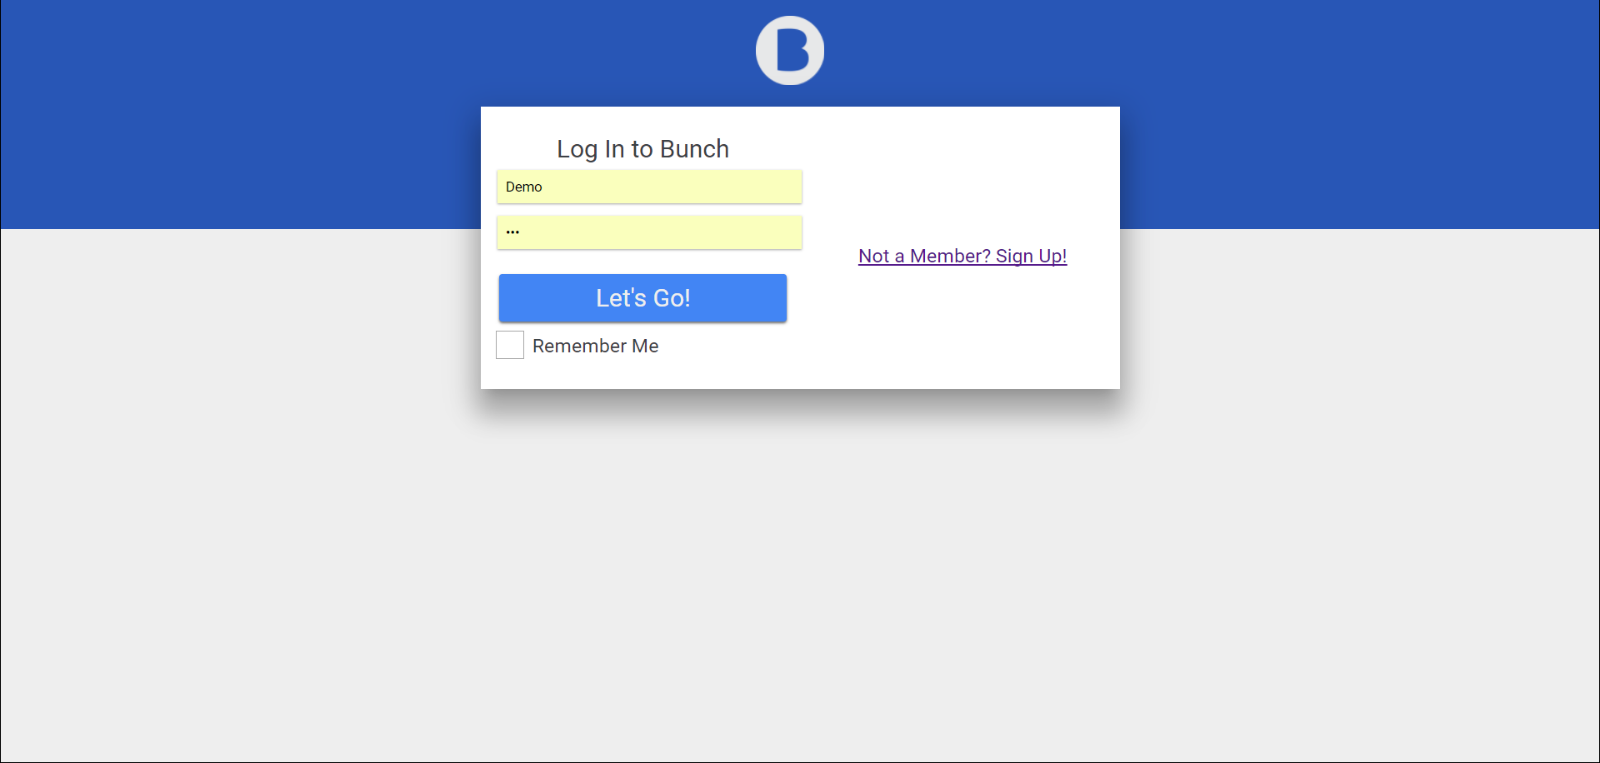 B
Log In to Bunch
Demo
•••
Let's Go!
Remember Me
Not a Member? Sign Up!